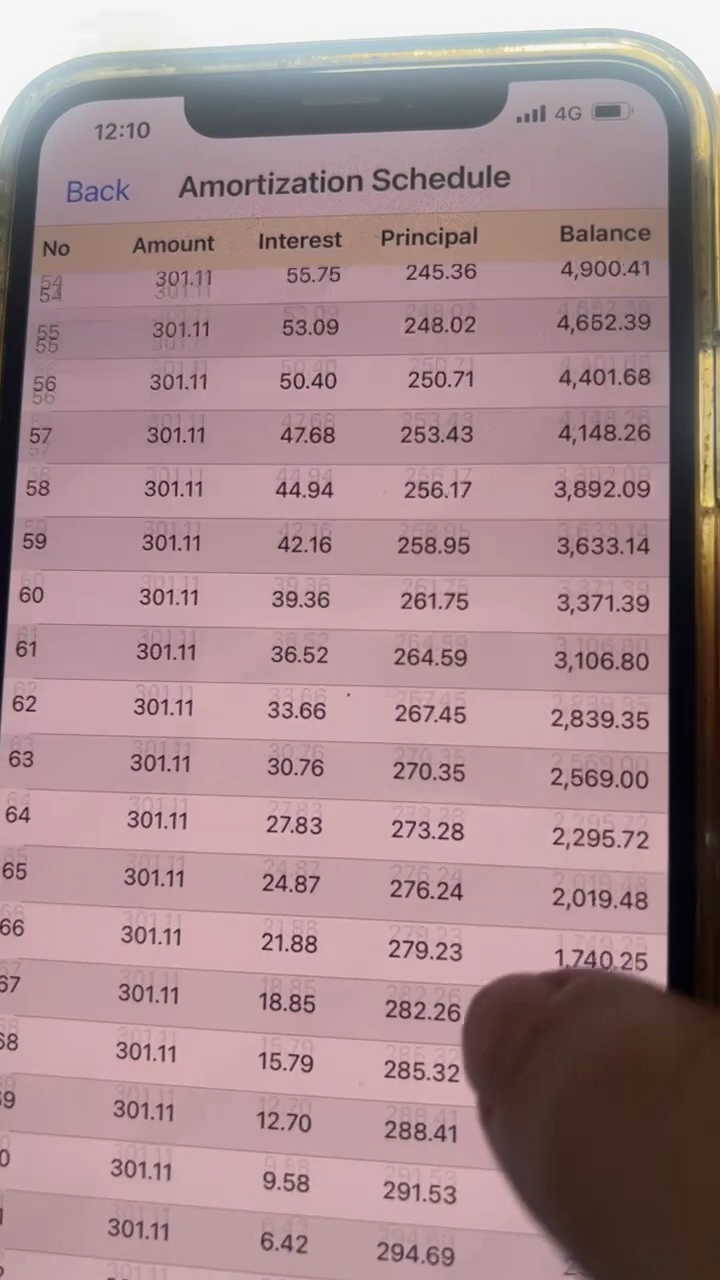 12:10 4G
Back Amortization Schedule
No Amount Interest Principal Balance
54 301.11 55.75 245.36 4,900.41
55 301.11 53.09 248.02 4,652.39
56 301.11 50.40 250.71 4,401.68
57 301.11 47.68 253.43 4,148.26
58 301.11 44.94 256.17 3,892.09
59 301.11 42.16 258.95 3,633.14
60 301.11 39.36 261.75 3,371.39
61 301.11 36.52 264.59 3,106.80
62 301.11 33.66 267.45 2,839.35
63 301.11 30.76 270.35 2,569.00
64 301.11 27.83 273.28 2,295.72
65 301.11 24.87 276.24 2,019.48
66 301.11 21.88 279.23 1,740.25
67 301.11 18.85 282.26
68 301.11 15.79 285.32
301.11 12.70 288.41
301.11 9.58 291.53
301.11 6.42 294.69